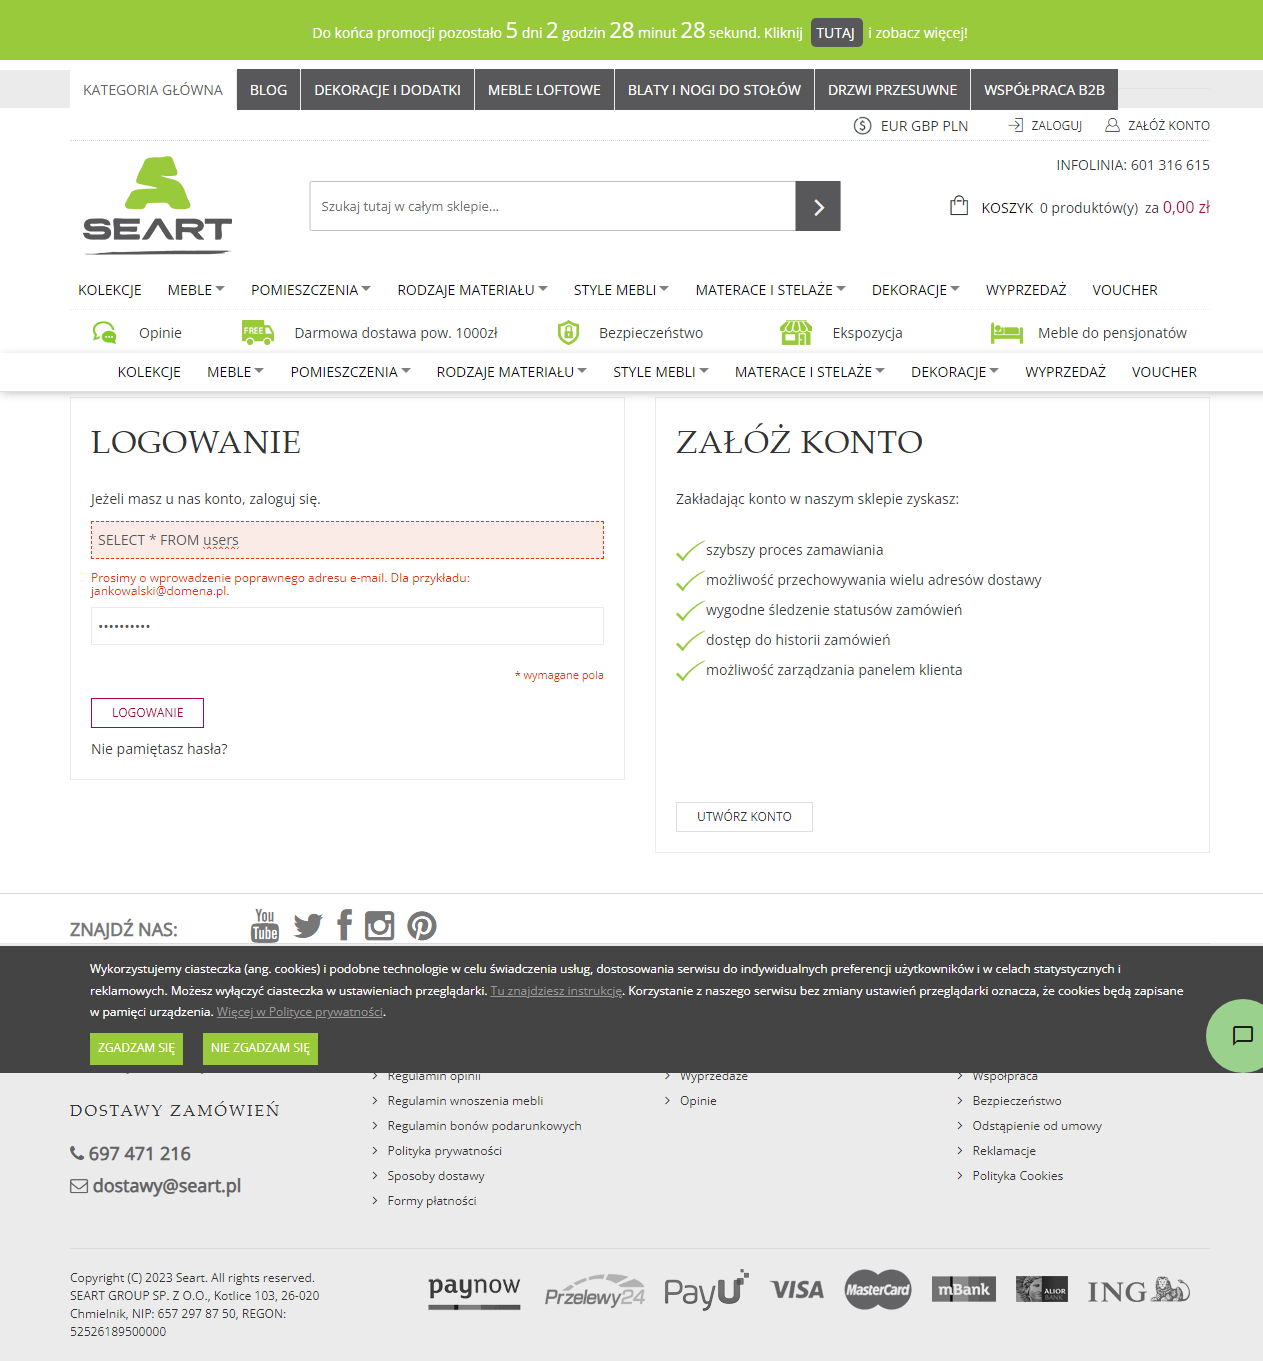 Do końca promocji pozostało 5 dni 2 godzin 28 minut 28 sekund. Kliknij TUTAJ i zobacz więcej!
KATEGORIA GŁÓWNA BLOG DEKORACJE I DODATKI MEBLE LOFTOWE BLATY I NOGI DO STOŁÓW DRZWI PRZESUWNE WSPÓŁPRACA B2B
EUR GBP PLN ZALOGUJ ZAŁÓŻ KONTO
INFOLINIA: 601 316 615
SEART
Szukaj tutaj w całym sklepie...
KOSZYK 0 produktów(y) za 0,00 zł
KOLEKCJE MEBLE POMIESZCZENIA RODZAJE MATERIAŁU STYLE MEBLI MATERACE I STELAŻE DEKORACJE WYPRZEDAŻ VOUCHER
Opinie FREE Darmowa dostawa pow. 1000zł Bezpieczeństwo Ekspozycja Meble do pensjonatów
KOLEKCJE MEBLE POMIESZCZENIA RODZAJE MATERIAŁU STYLE MEBLI MATERACE I STELAŻE DEKORACJE WYPRZEDAŻ VOUCHER
LOGOWANIE
Jeżeli masz u nas konto, zaloguj się.
SELECT * FROM users
Prosimy o wprowadzenie poprawnego adresu e-mail. Dla przykładu:
jankowalski@domena.pl.
••••••••••
* wymagane pola
LOGOWANIE
Nie pamiętasz hasła?
ZAŁÓŻ KONTO
Zakładając konto w naszym sklepie zyskasz:
szybszy proces zamawiania
możliwość przechowywania wielu adresów dostawy
wygodne śledzenie statusów zamówień
dostęp do historii zamówień
możliwość zarządzania panelem klienta
UTWÓRZ KONTO
ZNAJDŹ NAS: You Tube
Wykorzystujemy ciasteczka (ang. cookies) i podobne technologie w celu świadczenia usług, dostosowania serwisu do indywidualnych preferencji użytkowników i w celach statystycznych i
reklamowych. Możesz wyłączyć ciasteczka w ustawieniach przeglądarki. Tu znajdziesz instrukcję. Korzystanie z naszego serwisu bez zmiany ustawień przeglądarki oznacza, że cookies będą zapisane
w pamięci urządzenia. Więcej w Polityce prywatności.
ZGADZAM SIĘ NIE ZGADZAM SIĘ
DOSTAWY ZAMÓWIEŃ
697 471 216
dostawy@seart.pl
Regulamin opinii
Regulamin wnoszenia mebli
Regulamin bonów podarunkowych
Polityka prywatności
Sposoby dostawy
Formy płatności
Wyprzedaże
Opinie
Współpraca
Bezpieczeństwo
Odstąpienie od umowy
Reklamacje
Polityka Cookies
Copyright (C) 2023 Seart. All rights reserved.
SEART GROUP SP. Z O.O., Kotlice 103, 26-020
Chmielnik, NIP: 657 297 87 50, REGON:
52526189500000
paynow Przelewy24 PayU VISA MasterCard mBank ALIOR BANK ING